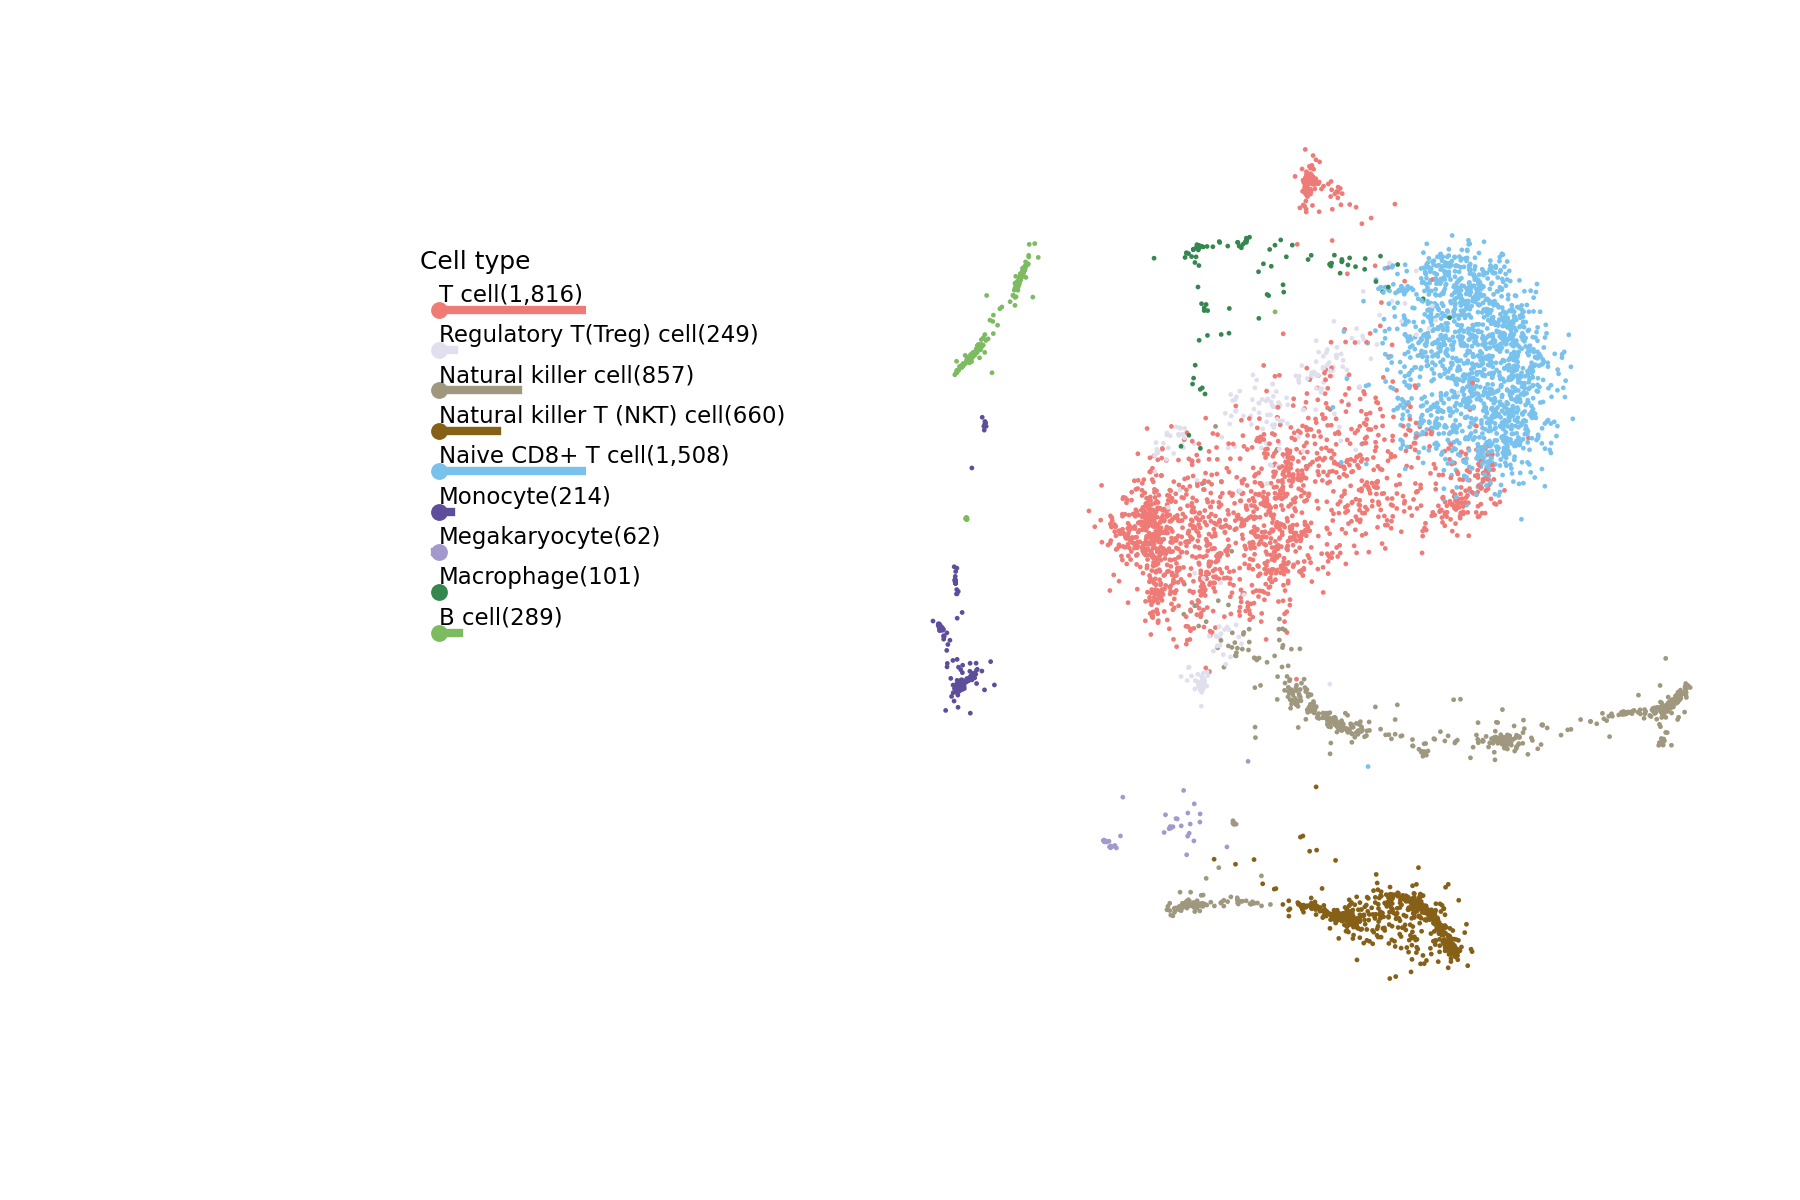 Cell type
T cell(1,816)
Regulatory T(Treg) cell(249)
Natural killer cell(857)
Natural killer T (NKT) cell(660)
Naive CD8+ T cell(1,508)
Monocyte(214)
Megakaryocyte(62)
Macrophage(101)
B cell(289)